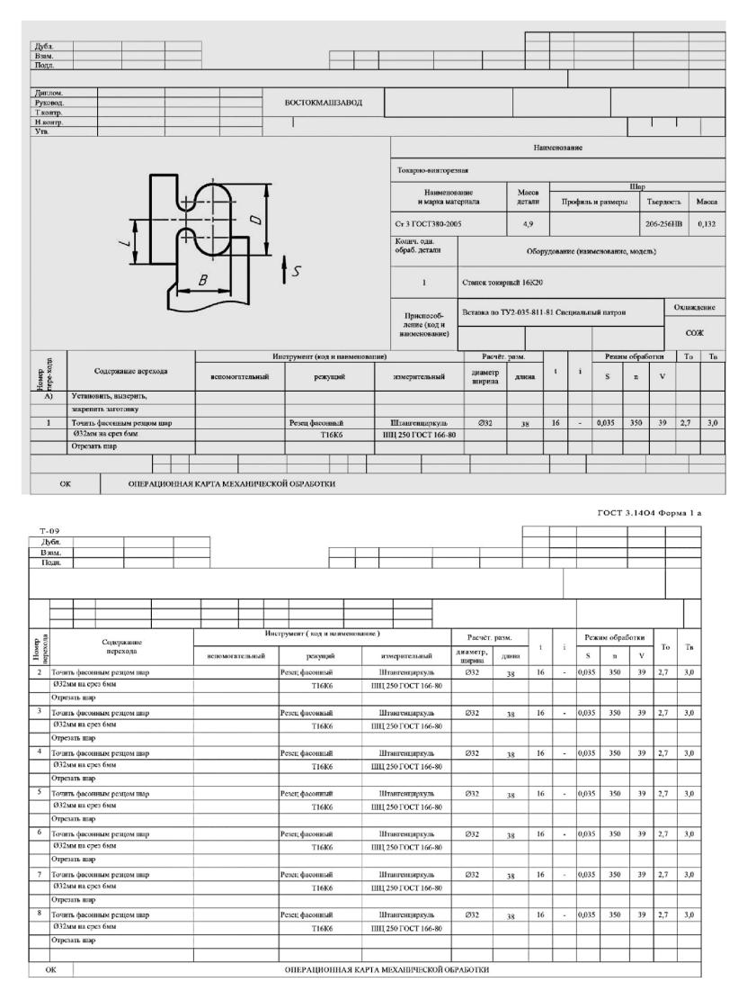 Дубл.
Взам.
Подл.
Диплом.
Руковод.
Т контр.
Н.контр.
Утв.
ВОСТОКМАШЗАВОД
Наименование
Токарно-винторезная
Наименование и марка материала
Масса детали
Шар
Профиль и размеры
Твердость
Масса
Ст 3 ГОСТ380-2005
4,9
206-256НВ
0,132
Колич. одн. обраб. детали
Оборудование (наименование, модель)
1
Станок токарный 16К20
Приспособ-
ление (код и
наименование)
Вставка по ТУ2-035-811-81 Специальный патрон
Охлаждение
СОЖ
L
B
D
S
Номер пере-хода
Содержание перехода
Инструмент (код и наименование)
вспомогательный
режущий
измерительный
Расчёт. разм.
диаметр ширина
длина
t
i
Режим обработки
S
n
V
То
Тв
А) Установить, выверить,
закрепить заготовку
1 Точить фасонным резцом шар Резец фасонный Штангенциркуль Ø32 38 16 - 0,035 350 39 2,7 3,0
Ø32мм на срез 6мм Т16К6 ШЦ 250 ГОСТ 166-80
Отрезать шар
ОК ОПЕРАЦИОННАЯ КАРТА МЕХАНИЧЕСКОЙ ОБРАБОТКИ
ГОСТ 3.14О4 Форма 1 а
Т-09
Дубл.
Взам.
Подп.
Номер перехода
Содержание перехода
Инструмент ( код и наименование )
вспомогательный
режущий
измерительный
Расчёт. разм.
диаметр, ширина
длина
t
i
Режим обработки
S
n
V
То
Тв
2 Точить фасонным резцом шар Резец фасонный Штангенциркуль Ø32 38 16 - 0,035 350 39 2,7 3,0
Ø32мм на срез 6мм Т16К6 ШЦ 250 ГОСТ 166-80
Отрезать шар
3 Точить фасонным резцом шар Резец фасонный Штангенциркуль Ø32 38 16 - 0,035 350 39 2,7 3,0
Ø32мм на срез 6мм Т16К6 ШЦ 250 ГОСТ 166-80
Отрезать шар
4 Точить фасонным резцом шар Резец фасонный Штангенциркуль Ø32 38 16 - 0,035 350 39 2,7 3,0
Ø32мм на срез 6мм Т16К6 ШЦ 250 ГОСТ 166-80
Отрезать шар
5 Точить фасонным резцом шар Резец фасонный Штангенциркуль Ø32 38 16 - 0,035 350 39 2,7 3,0
Ø32мм на срез 6мм Т16К6 ШЦ 250 ГОСТ 166-80
Отрезать шар
6 Точить фасонным резцом шар Резец фасонный Штангенциркуль Ø32 38 16 - 0,035 350 39 2,7 3,0
Ø32мм на срез 6мм Т16К6 ШЦ 250 ГОСТ 166-80
Отрезать шар
7 Точить фасонным резцом шар Резец фасонный Штангенциркуль Ø32 38 16 - 0,035 350 39 2,7 3,0
Ø32мм на срез 6мм Т16К6 ШЦ 250 ГОСТ 166-80
Отрезать шар
8 Точить фасонным резцом шар Резец фасонный Штангенциркуль Ø32 38 16 - 0,035 350 39 2,7 3,0
Ø32мм на срез 6мм Т16К6 ШЦ 250 ГОСТ 166-80
Отрезать шар
ОК ОПЕРАЦИОННАЯ КАРТА МЕХАНИЧЕСКОЙ ОБРАБОТКИ